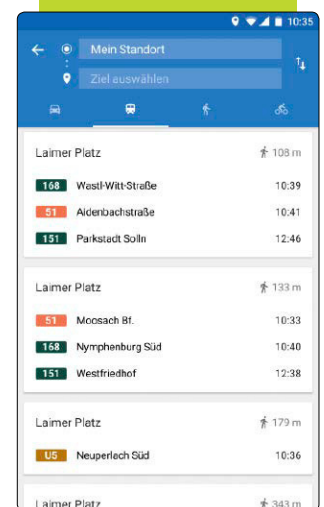 10:35
Mein Standort
Ziel auswählen
Laimer Platz 108 m
168 Wastl-Witt-Straße 10:39
51 Aidenbachstraße 10:41
151 Parkstadt Solln 12:46
Laimer Platz 133 m
51 Moosach Bf. 10:33
168 Nymphenburg Süd 10:40
151 Westfriedhof 12:38
Laimer Platz 179 m
U5 Neuperlach Süd 10:36
Laimer Platz 343 m